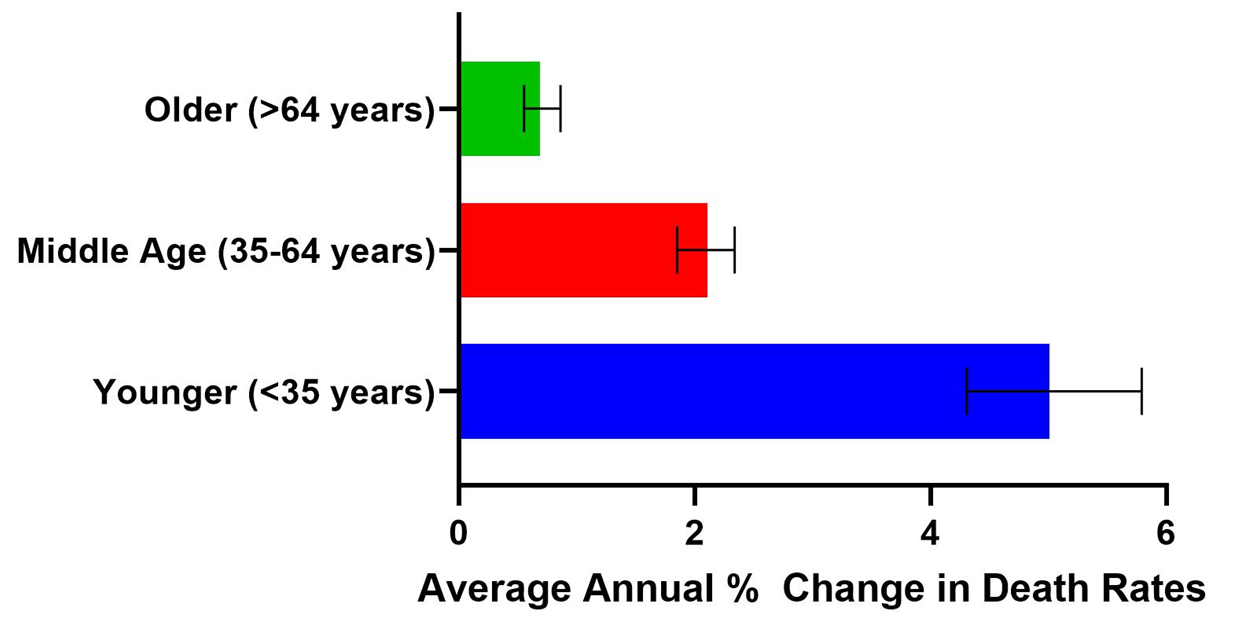 Older (>64 years)
Middle Age (35-64 years)
Younger (<35 years)
0 2 4 6
Average Annual %  Change in Death Rates